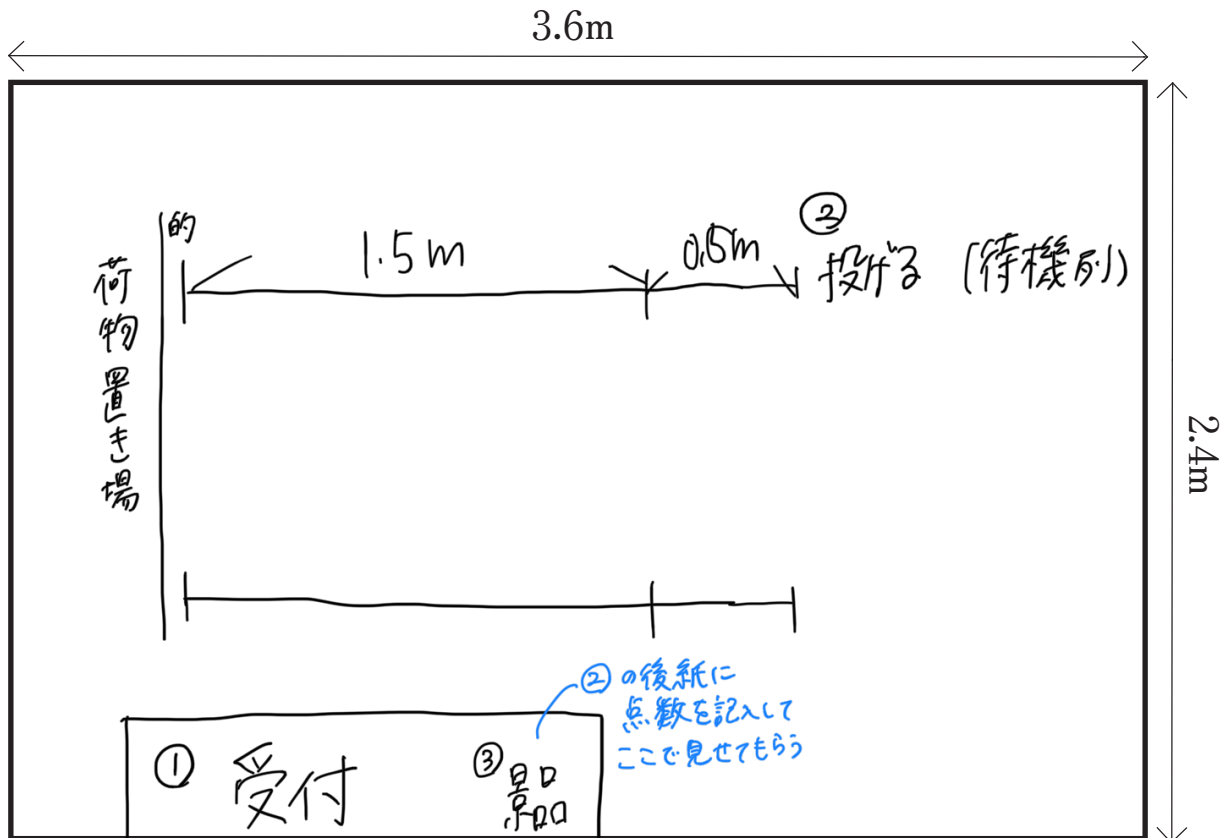 3.6m
2.4m
的
1.5m
0.5m
②
投げる (待機列)
荷物置き場
②の後紙に
点数を記入して
ここで見せてもらう
① 受付
③ 景品